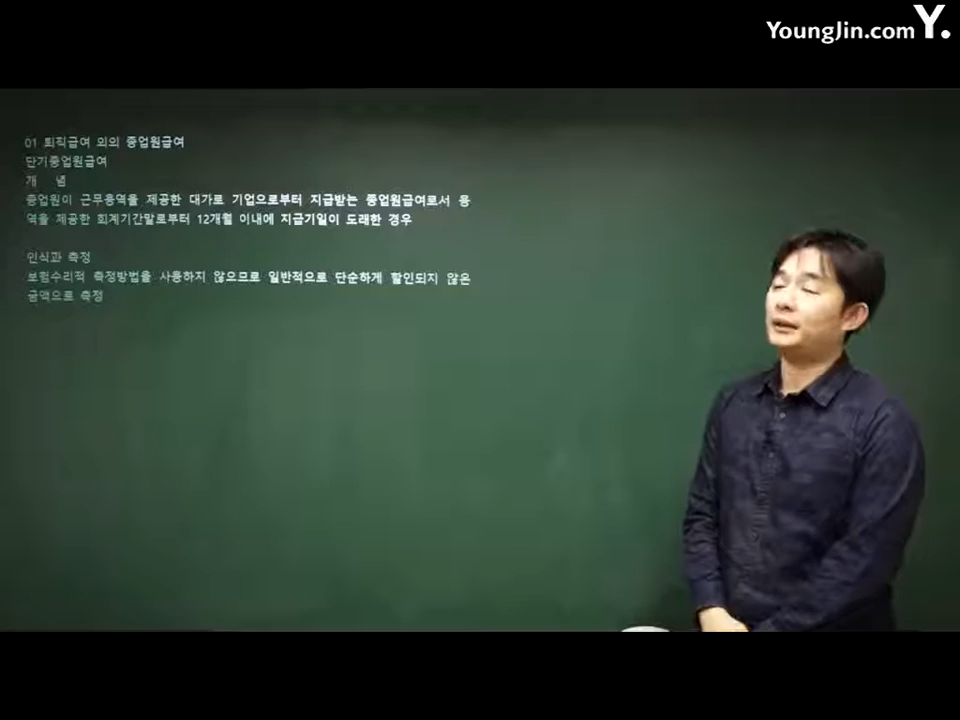 YoungJin.com Y.
01 퇴직급여 의의 종업원급여
단기종업원급여
개 념
종업원이 근무용역을 제공한 대가로 기업으로부터 지급받는 종업원급여로서 용
역을 제공한 회계기간말로부터 12개월 이내에 지급기일이 도래한 경우
인식과 측정
보험수리적 측정방법을 사용하지 않으므로 일반적으로 단순하게 할인되지 않은
금액으로 측정